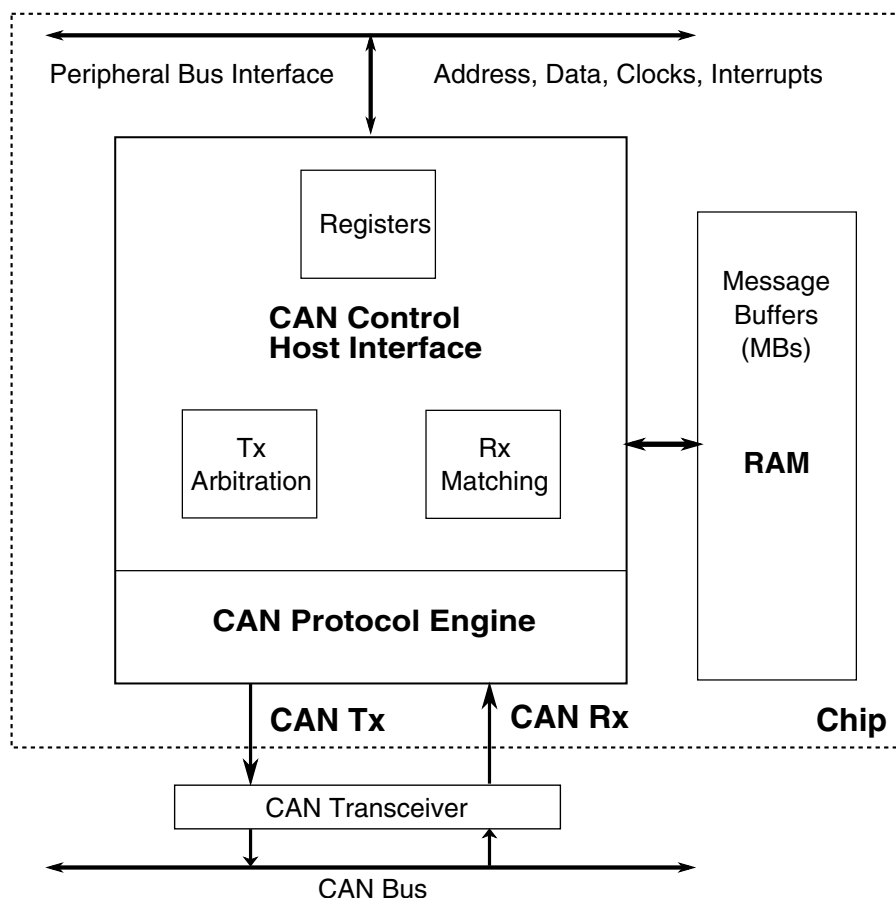 Peripheral Bus Interface
Address, Data, Clocks, Interrupts
Registers
CAN Control
Host Interface
Message
Buffers
(MBs)
Tx
Arbitration
Rx
Matching
RAM
CAN Protocol Engine
CAN Tx
CAN Rx
Chip
CAN Transceiver
CAN Bus